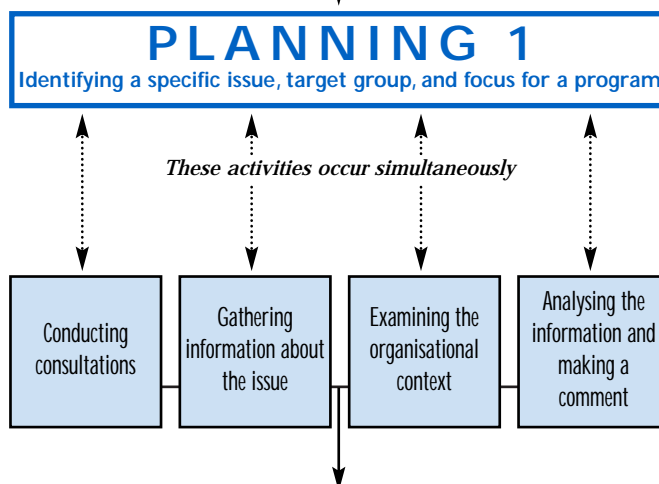 PLANNING 1
Identifying a specific issue, target group, and focus for a program
These activities occur simultaneously
Conducting
consultations
Gathering
information about
the issue
Examining the
organisational
context
Analysing the
information and
making a
comment